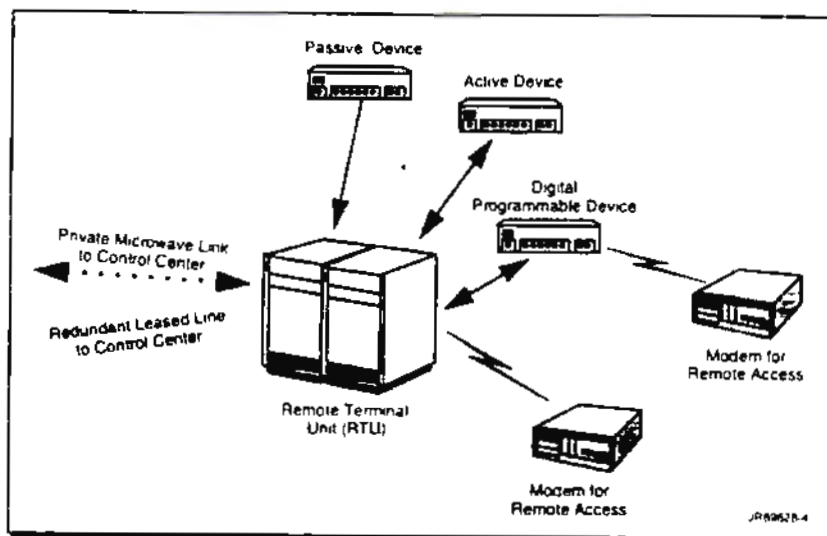 Passive Device
Active Device
Digital
Programmable Device
Private Microwave Link
to Control Center
Redundant Leased Line
to Control Center
Remote Terminal
Unit (RTU)
Modem for
Remote Access
Modem for
Remote Access